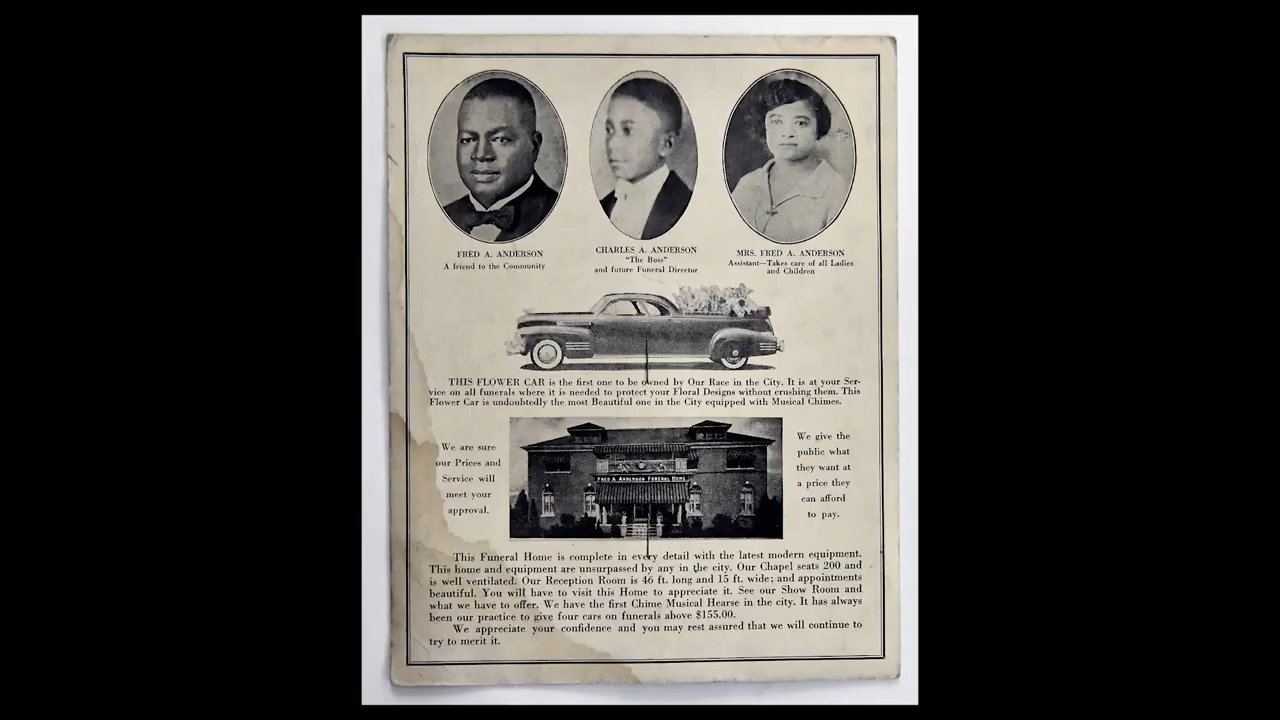 FRED A. ANDERSON
A friend to the Community
CHARLES A. ANDERSON
"The Boss"
and future Funeral Director
MRS. FRED A. ANDERSON
Assistant—Takes care of all Ladies
and Children
THIS FLOWER CAR is the first one to be owned by Our Race in the City. It is at your Ser-
vice on all funerals where it is needed to protect your Floral Designs without crushing them. This
Flower Car is undoubtedly the most Beautiful one in the City equipped with Musical Chimes.
We are sure
our Prices and
Service will
meet your
approval.
FRED A. ANDERSON FUNERAL HOME
We give the
public what
they want at
a price they
can afford
to pay.
This Funeral Home is complete in every detail with the latest modern equipment.
This home and equipment are unsurpassed by any in the city. Our Chapel seats 200 and
is well ventilated. Our Reception Room is 46 ft. long and 15 ft. wide; and appointments
beautiful. You will have to visit this Home to appreciate it. See our Show Room and
what we have to offer. We have the first Chime Musical Hearse in the city. It has always
been our practice to give four cars on funerals above $155.00.
We appreciate your confidence and you may rest assured that we will continue to
try to merit it.